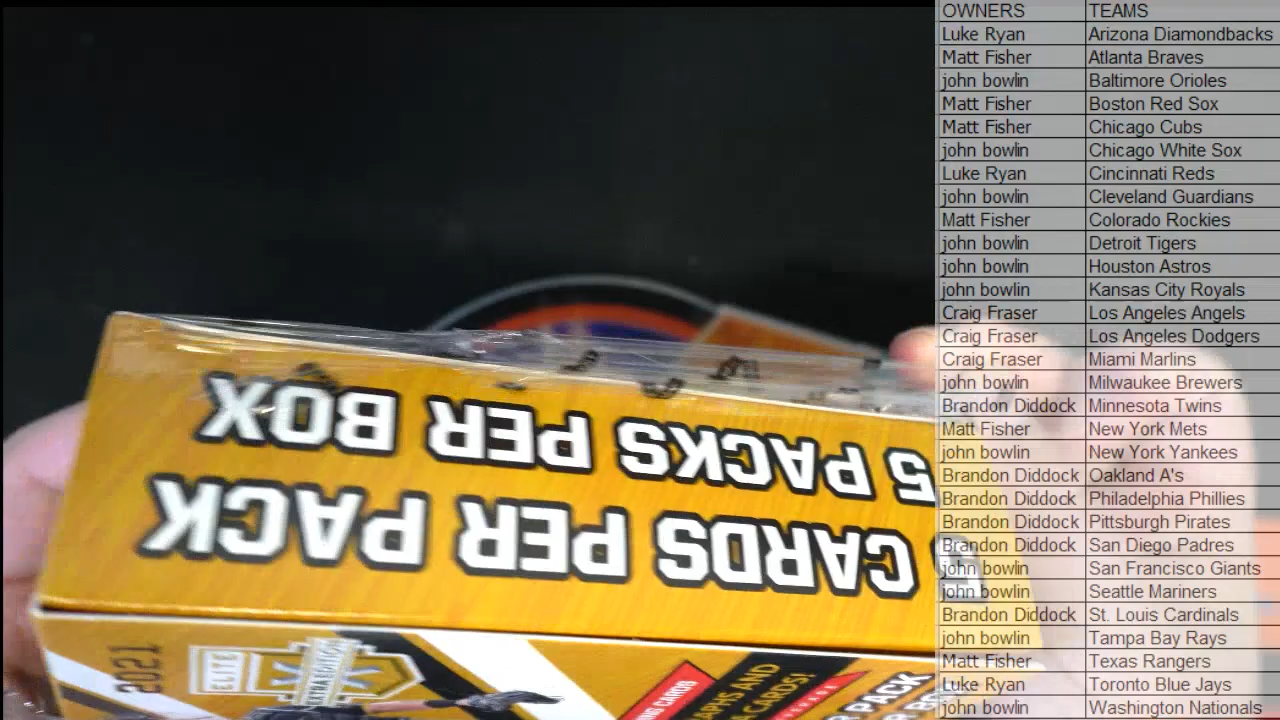 OWNERS TEAMS
Luke Ryan Arizona Diamondbacks
Matt Fisher Atlanta Braves
john bowlin Baltimore Orioles
Matt Fisher Boston Red Sox
Matt Fisher Chicago Cubs
john bowlin Chicago White Sox
Luke Ryan Cincinnati Reds
john bowlin Cleveland Guardians
Matt Fisher Colorado Rockies
john bowlin Detroit Tigers
john bowlin Houston Astros
john bowlin Kansas City Royals
Craig Fraser Los Angeles Angels
Craig Fraser Los Angeles Dodgers
Craig Fraser Miami Marlins
john bowlin Milwaukee Brewers
Brandon Diddock Minnesota Twins
Matt Fisher New York Mets
john bowlin New York Yankees
Brandon Diddock Oakland A's
Brandon Diddock Philadelphia Phillies
Brandon Diddock Pittsburgh Pirates
Brandon Diddock San Diego Padres
john bowlin San Francisco Giants
john bowlin Seattle Mariners
Brandon Diddock St. Louis Cardinals
john bowlin Tampa Bay Rays
Matt Fisher Texas Rangers
Luke Ryan Toronto Blue Jays
john bowlin Washington Nationals
CARDS PER PACK
5 PACKS PER BOX
2021
ELITE
EXTRA EDITION
CARDS
PACK